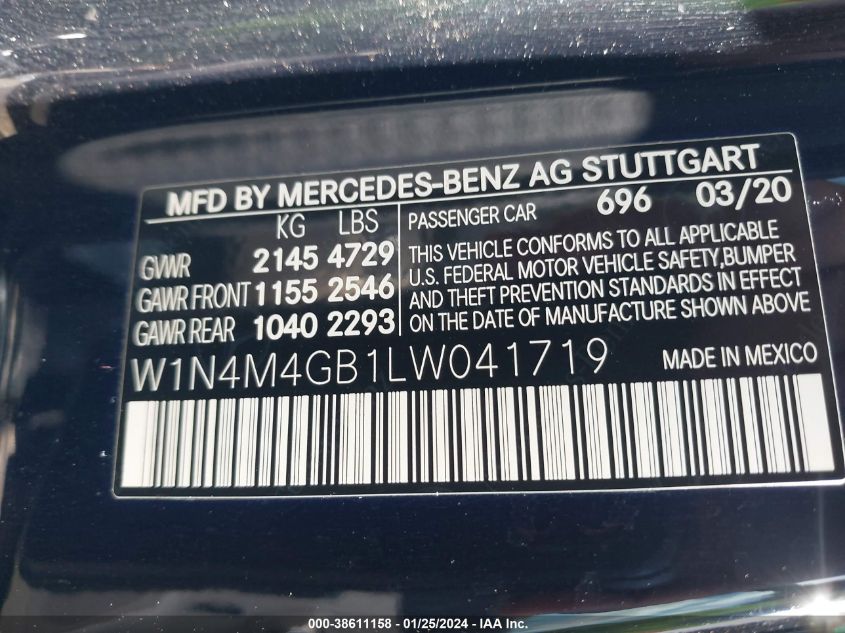 MFD BY MERCEDES-BENZ AG STUTTGART
KG LBS
GVWR 2145 4729
GAWR FRONT 1155 2546
GAWR REAR 1040 2293
PASSENGER CAR 696 03/20
THIS VEHICLE CONFORMS TO ALL APPLICABLE
U.S. FEDERAL MOTOR VEHICLE SAFETY,BUMPER
AND THEFT PREVENTION STANDARDS IN EFFECT
ON THE DATE OF MANUFACTURE SHOWN ABOVE
W1N4M4GB1LW041719 MADE IN MEXICO
000-38611158 - 01/25/2024 - IAA Inc.